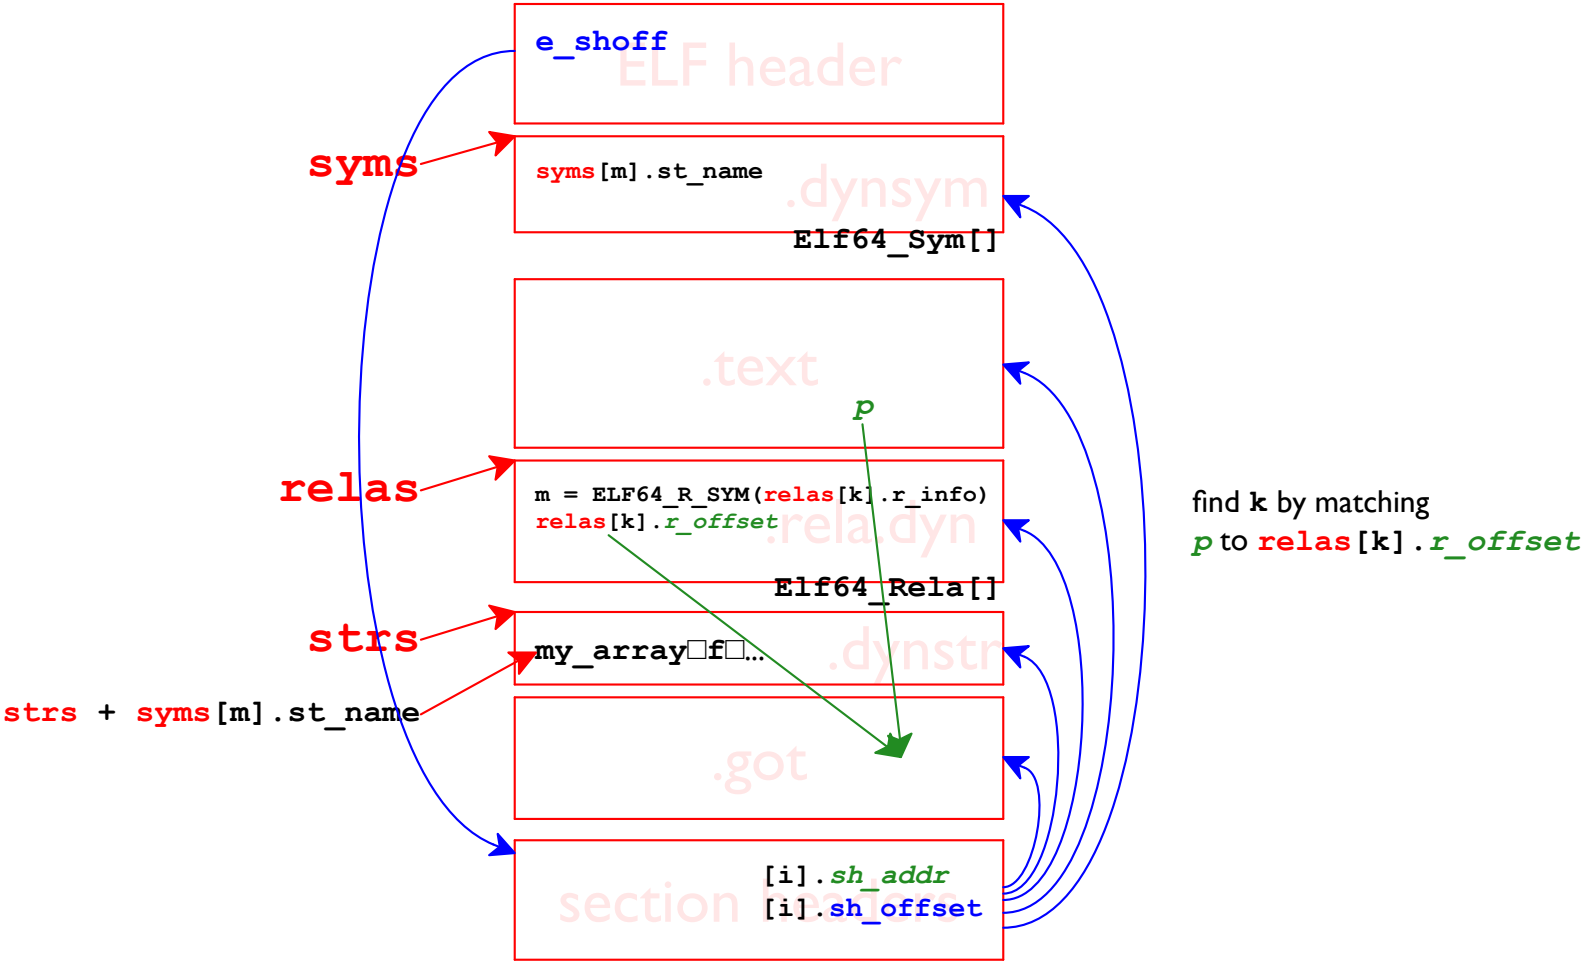 e_shoff
ELF header
syms
syms[m].st_name
.dynsym
Elf64_Sym[]
.text
p
relas
m = ELF64_R_SYM(relas[k].r_info)
relas[k].r_offset
.rela.dyn
Elf64_Rela[]
find k by matching
p to relas[k].r_offset
strs
my_array□f□…
.dynstr
strs + syms[m].st_name
.got
[i].sh_addr
section headers
[i].sh_offset